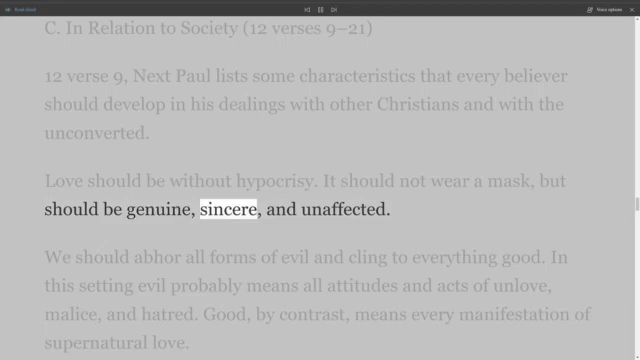 Read aloud
Voice options
C. In Relation to Society (12 verses 9–21)
12 verse 9, Next Paul lists some characteristics that every believer
should develop in his dealings with other Christians and with the
unconverted.
Love should be without hypocrisy. It should not wear a mask, but
should be genuine, sincere, and unaffected.
We should abhor all forms of evil and cling to everything good. In
this setting evil probably means all attitudes and acts of unlove,
malice, and hatred. Good, by contrast, means every manifestation of
supernatural love.